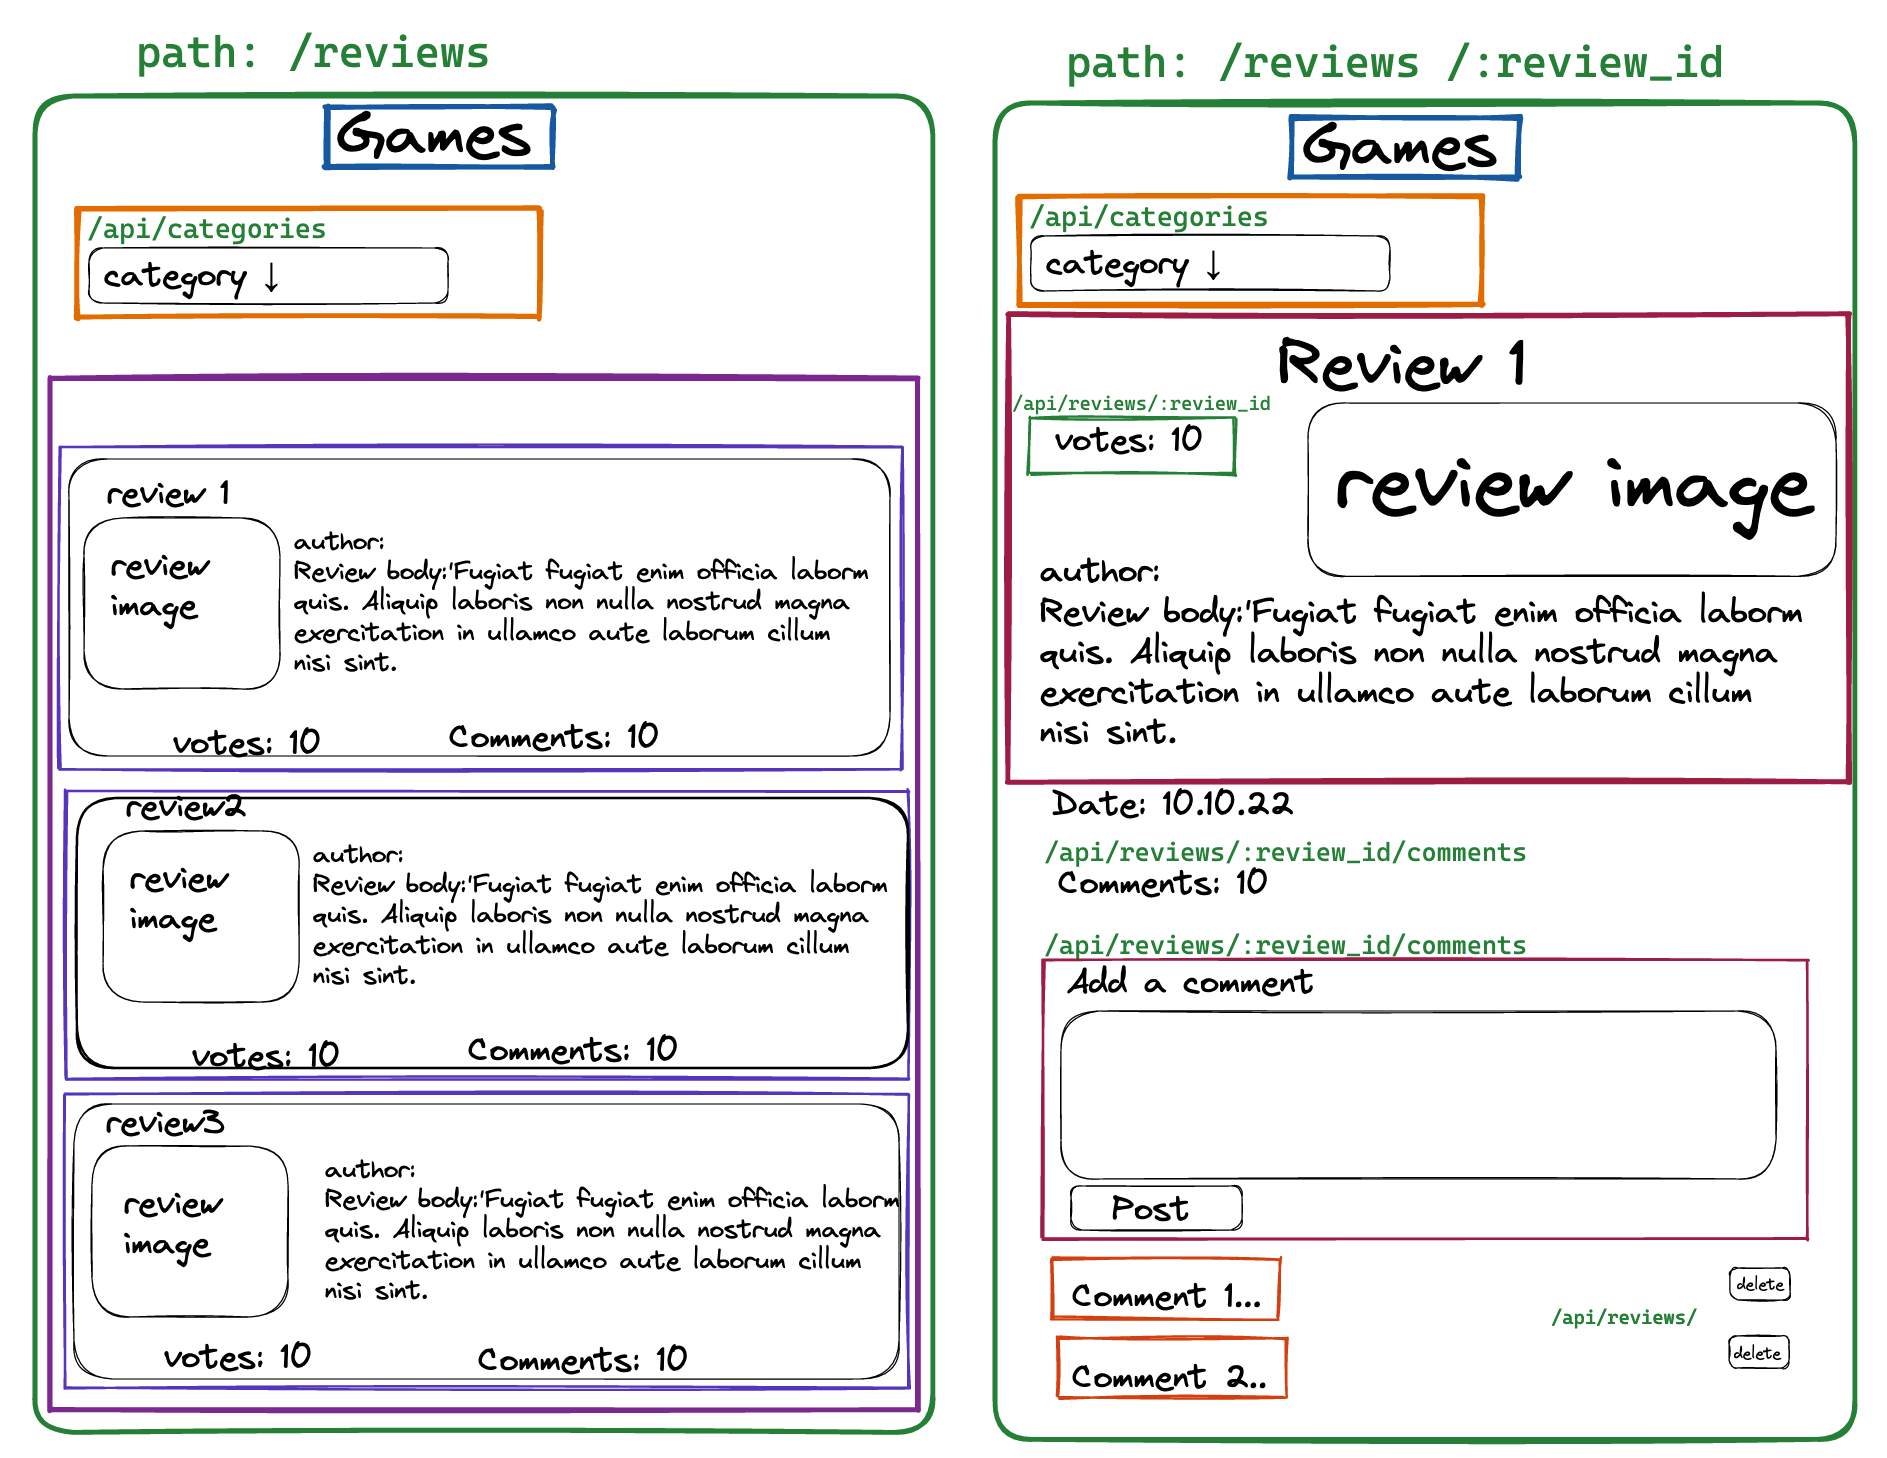 path: /reviews
Games
/api/categories
category ↓
review 1
review
image
author:
Review body:'Fugiat fugiat enim officia laborm
quis. Aliquip laboris non nulla nostrud magna
exercitation in ullamco aute laborum cillum
nisi sint.
votes: 10
Comments: 10
review2
review
image
author:
Review body:'Fugiat fugiat enim officia laborm
quis. Aliquip laboris non nulla nostrud magna
exercitation in ullamco aute laborum cillum
nisi sint.
votes: 10
Comments: 10
review3
review
image
author:
Review body:'Fugiat fugiat enim officia laborm
quis. Aliquip laboris non nulla nostrud magna
exercitation in ullamco aute laborum cillum
nisi sint.
votes: 10
Comments: 10
path: /reviews /:review_id
Games
/api/categories
category ↓
Review 1
/api/reviews/:review_id
votes: 10
review image
author:
Review body:'Fugiat fugiat enim officia laborm
quis. Aliquip laboris non nulla nostrud magna
exercitation in ullamco aute laborum cillum
nisi sint.
Date: 10.10.22
/api/reviews/:review_id/comments
Comments: 10
/api/reviews/:review_id/comments
Add a comment
Post
Comment 1...
delete
/api/reviews/
Comment 2..
delete